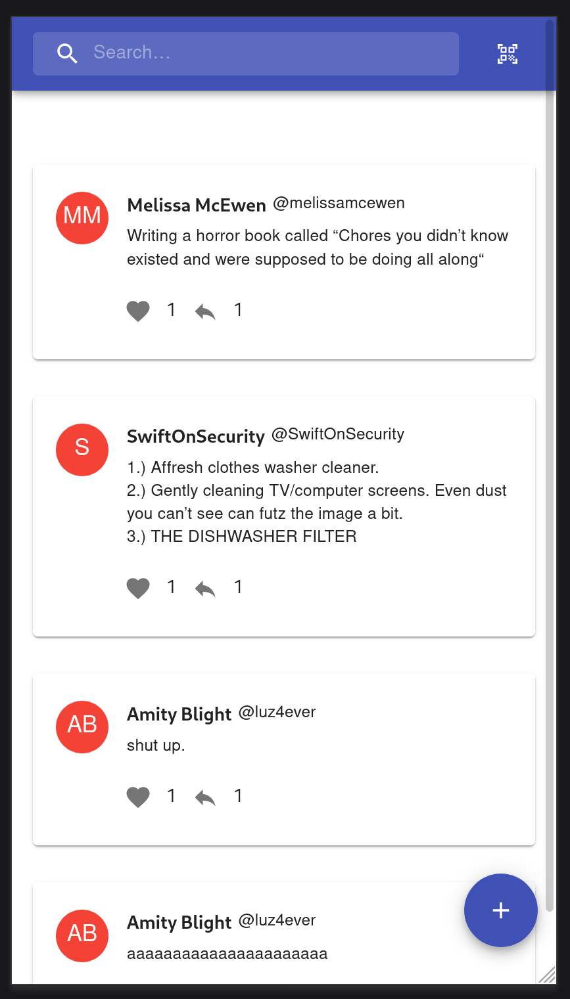 Search…
MM
Melissa McEwen @melissamcewen
Writing a horror book called “Chores you didn’t know
existed and were supposed to be doing all along“
1 1
S
SwiftOnSecurity @SwiftOnSecurity
1.) Affresh clothes washer cleaner.
2.) Gently cleaning TV/computer screens. Even dust
you can’t see can futz the image a bit.
3.) THE DISHWASHER FILTER
1 1
AB
Amity Blight @luz4ever
shut up.
1 1
AB
Amity Blight @luz4ever
aaaaaaaaaaaaaaaaaaaaaa
+